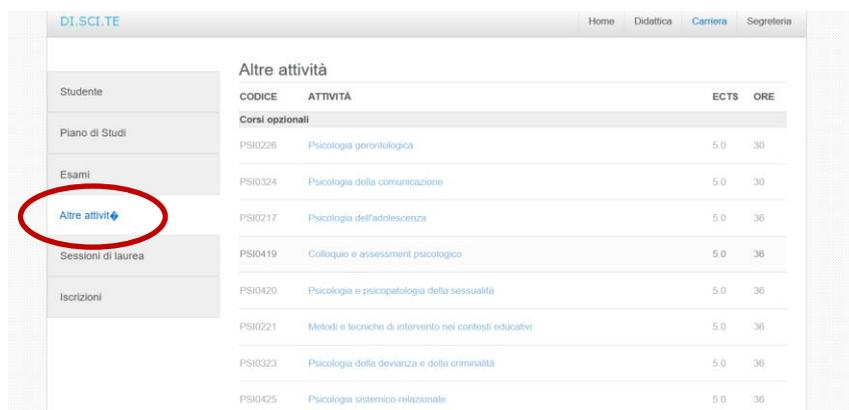 DI.SCI.TE
Home Didattica Carriera Segreteria
Studente
Piano di Studi
Esami
Altre attivit�
Sessioni di laurea
Iscrizioni
Altre attività
CODICE ATTIVITÁ ECTS ORE
Corsi opzionali
PSI0226 Psicologia gerontologica 5.0 30
PSI0324 Psicologia della comunicazione 5.0 30
PSI0217 Psicologia dell'adolescenza 5.0 36
PSI0419 Colloquio e assessment psicologico 5.0 36
PSI0420 Psicologia e psicopatologia della sessualità 5.0 36
PSI0221 Metodi e tecniche di intervento nei contesti educativi 5.0 36
PSI0323 Psicologia della devianza e della criminalità 5.0 36
PSI0425 Psicologia sistemico-relazionale 5.0 36